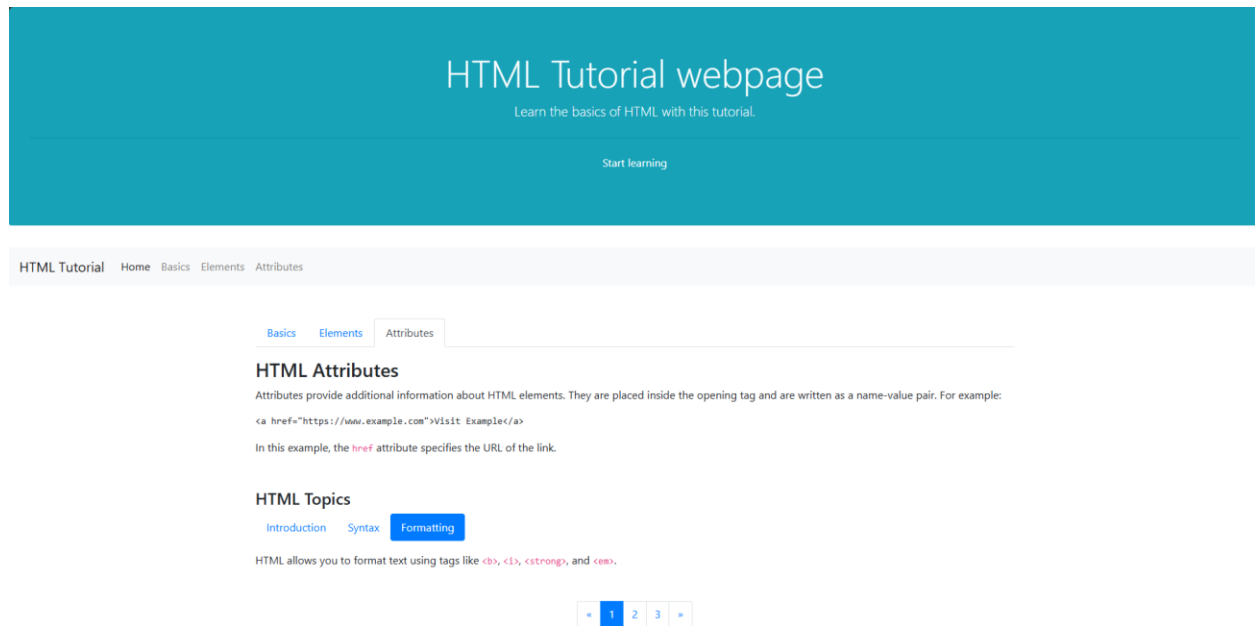 HTML Tutorial webpage
Learn the basics of HTML with this tutorial.
Start learning
HTML Tutorial Home Basics Elements Attributes
Basics Elements Attributes
HTML Attributes
Attributes provide additional information about HTML elements. They are placed inside the opening tag and are written as a name-value pair. For example:
<a href="https://www.example.com">Visit Example</a>
In this example, the href attribute specifies the URL of the link.
HTML Topics
Introduction Syntax Formatting
HTML allows you to format text using tags like <b>, <i>, <strong>, and <em>.
« 1 2 3 »